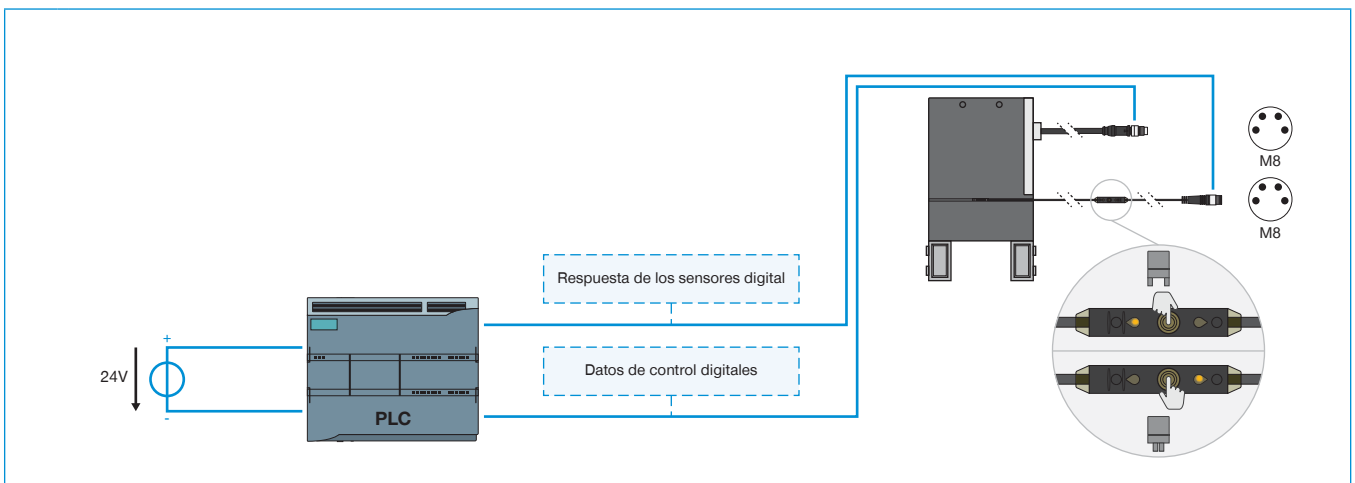 M8
M8
Respuesta de los sensores digital
Datos de control digitales
+
24V
-
PLC